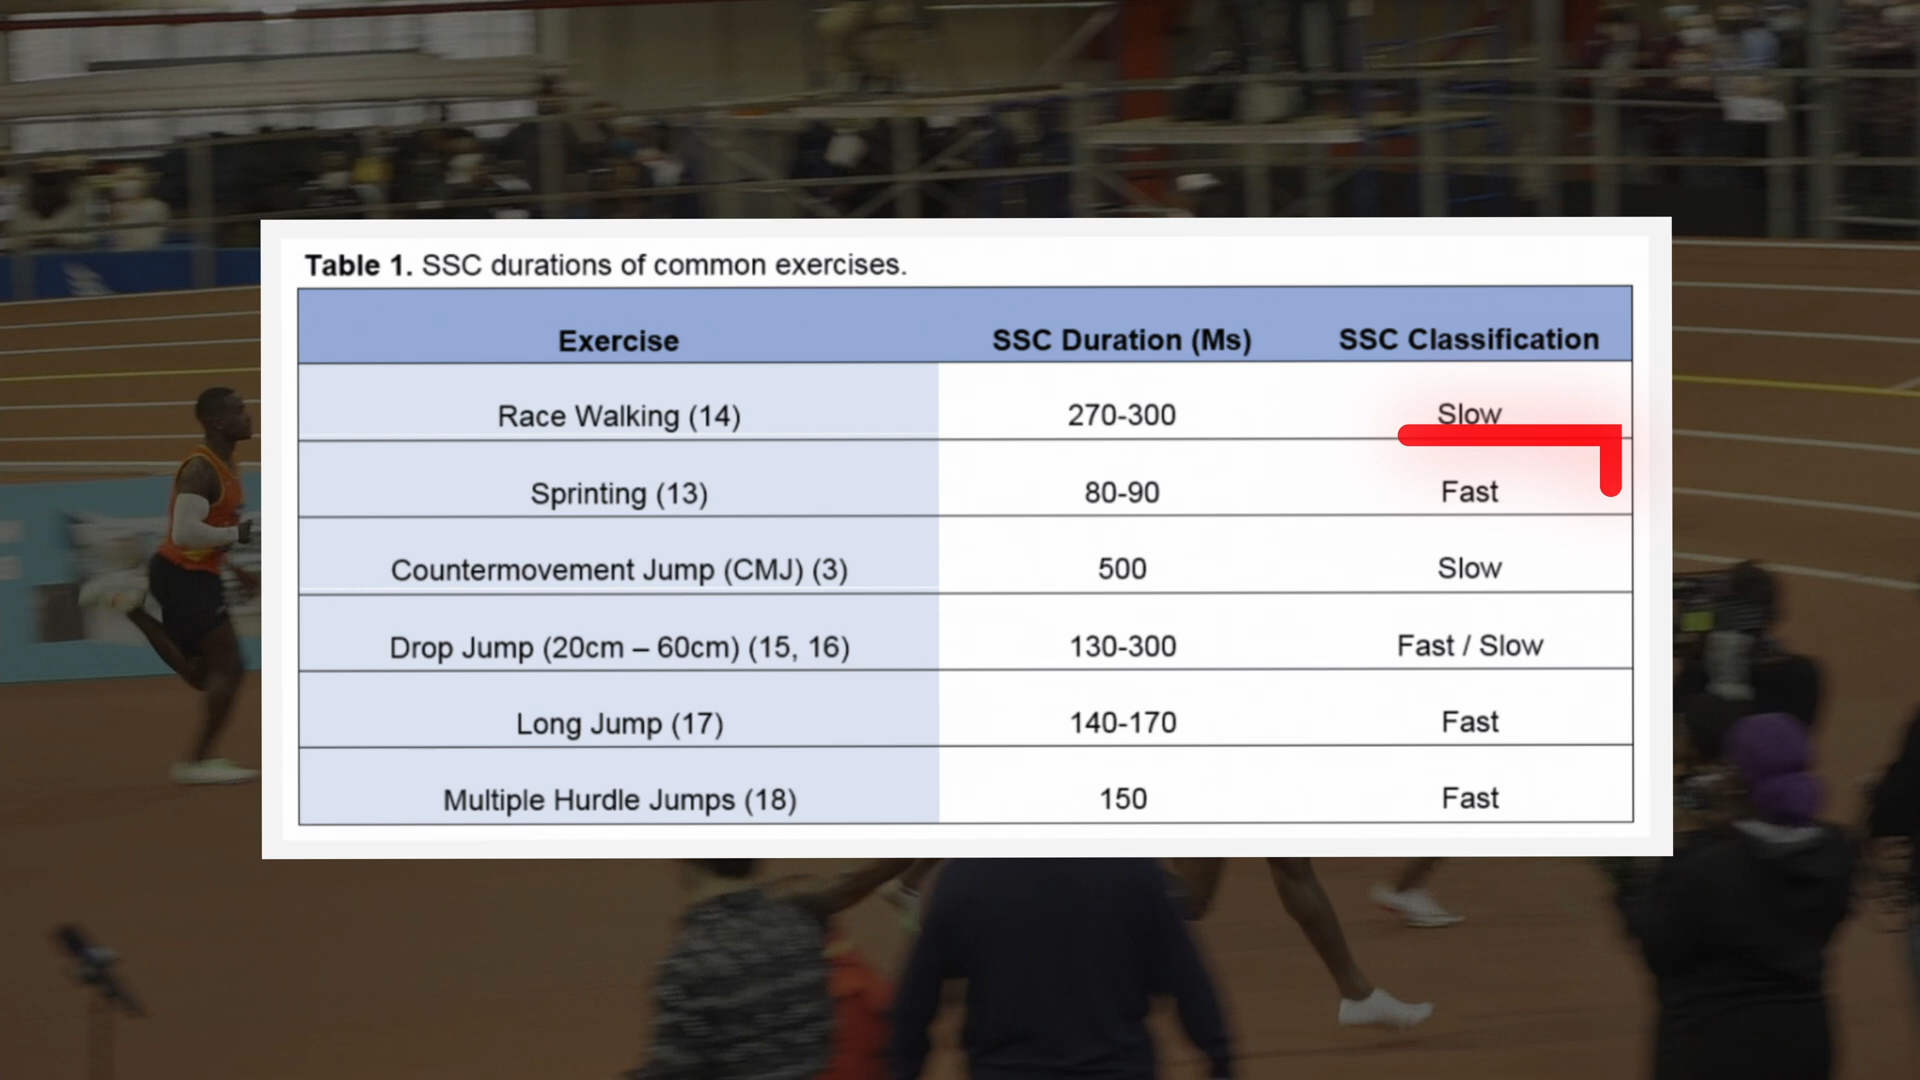 Table 1. SSC durations of common exercises.
Exercise SSC Duration (Ms) SSC Classification
Race Walking (14) 270-300 Slow
Sprinting (13) 80-90 Fast
Countermovement Jump (CMJ) (3) 500 Slow
Drop Jump (20cm – 60cm) (15, 16) 130-300 Fast / Slow
Long Jump (17) 140-170 Fast
Multiple Hurdle Jumps (18) 150 Fast